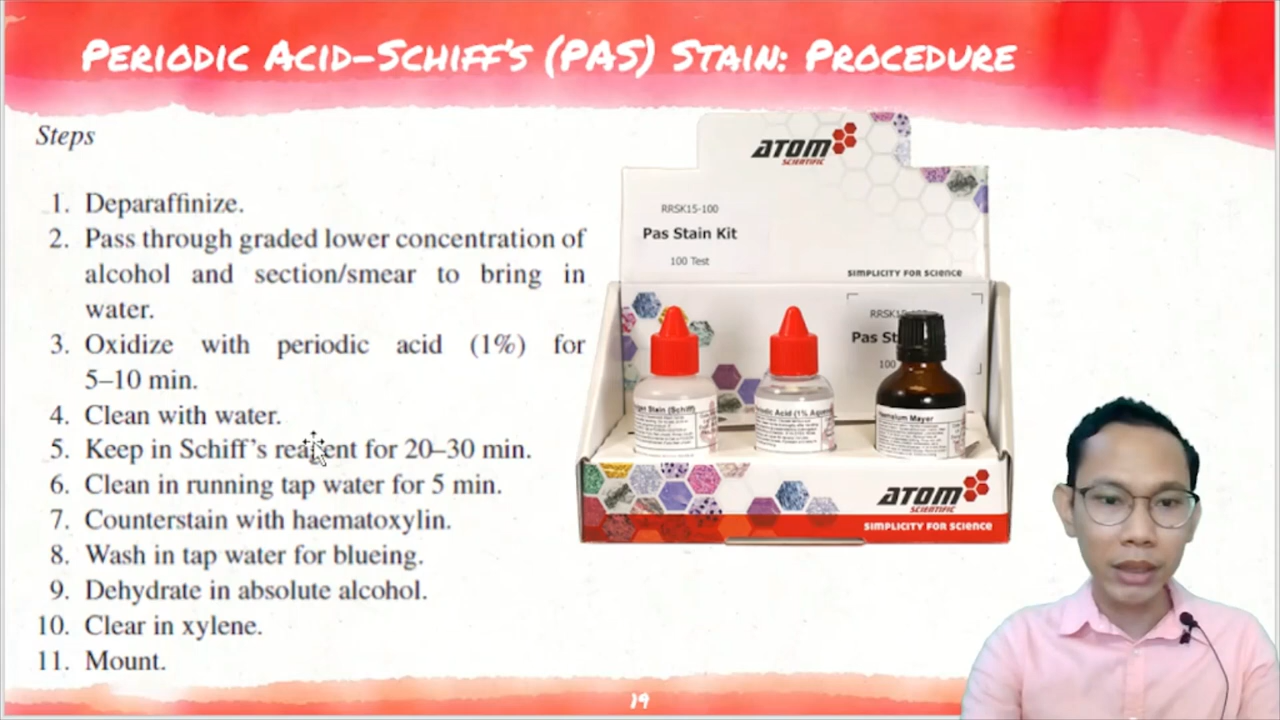 PERIODIC ACID-SCHIFF'S (PAS) STAIN: PROCEDURE
Steps
1. Deparaffinize.
2. Pass through graded lower concentration of
alcohol and section/smear to bring in
water.
3. Oxidize with periodic acid (1%) for
5–10 min.
4. Clean with water.
5. Keep in Schiff's reagent for 20–30 min.
6. Clean in running tap water for 5 min.
7. Counterstain with haematoxylin.
8. Wash in tap water for blueing.
9. Dehydrate in absolute alcohol.
10. Clear in xylene.
11. Mount.
ATOM
SCIENTIFIC
RRSK15-100
Pas Stain Kit
100 Test
SIMPLICITY FOR SCIENCE
Pas St
100
Stain (Schiff)
Acid (1%
Mayer
ATOM
SCIENTIFIC
SIMPLICITY FOR SCIENCE
19